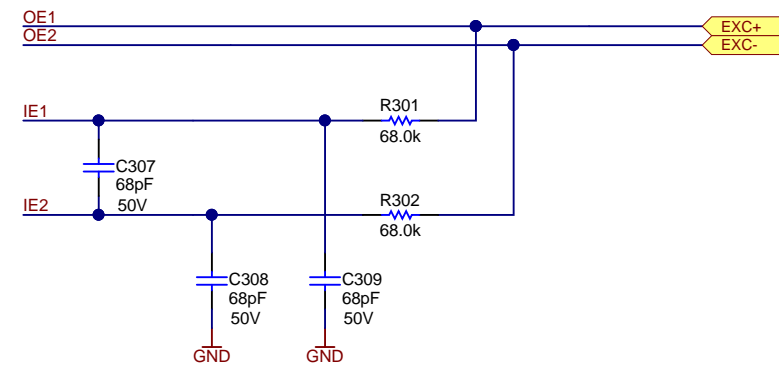 OE1
EXC+
OE2
EXC-
IE1
R301
68.0k
C307
68pF
50V
IE2
R302
68.0k
C308
68pF
50V
C309
68pF
50V
GND
GND